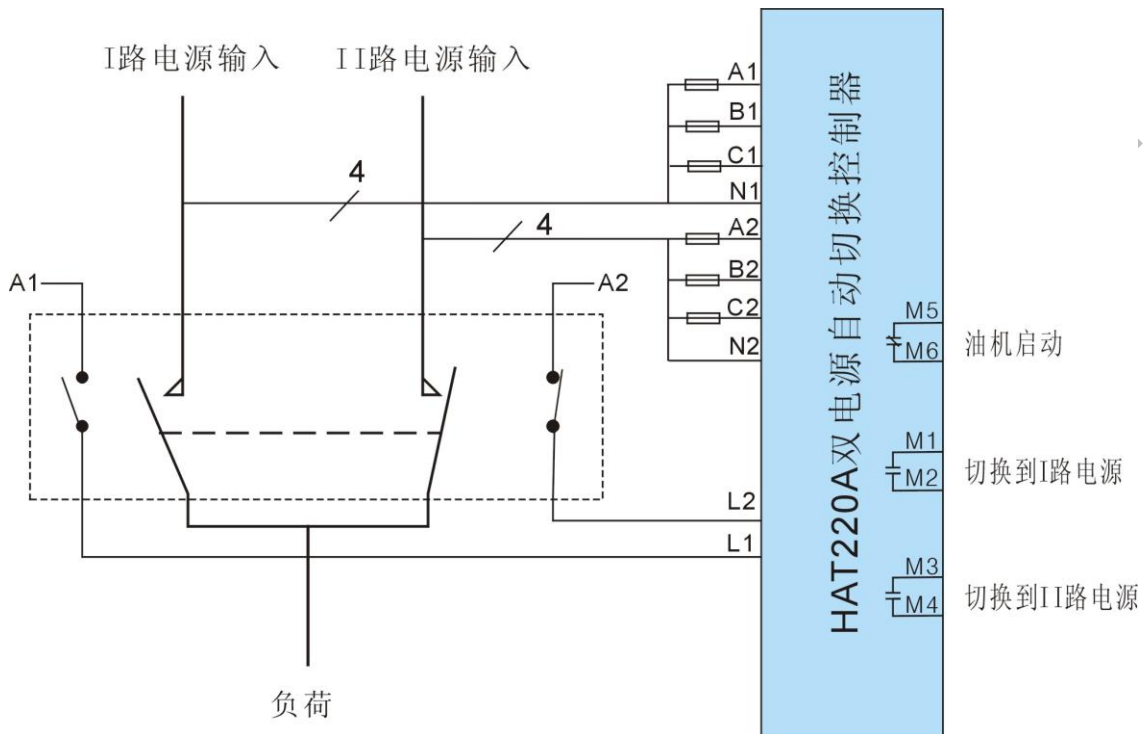 I路电源输入
II路电源输入
4
4
A1
B1
C1
N1
A2
B2
C2
N2
A1
A2
L2
L1
负荷
HAT220A双电源自动切换控制器
M5
M6
油机启动
M1
M2
切换到I路电源
M3
M4
切换到II路电源